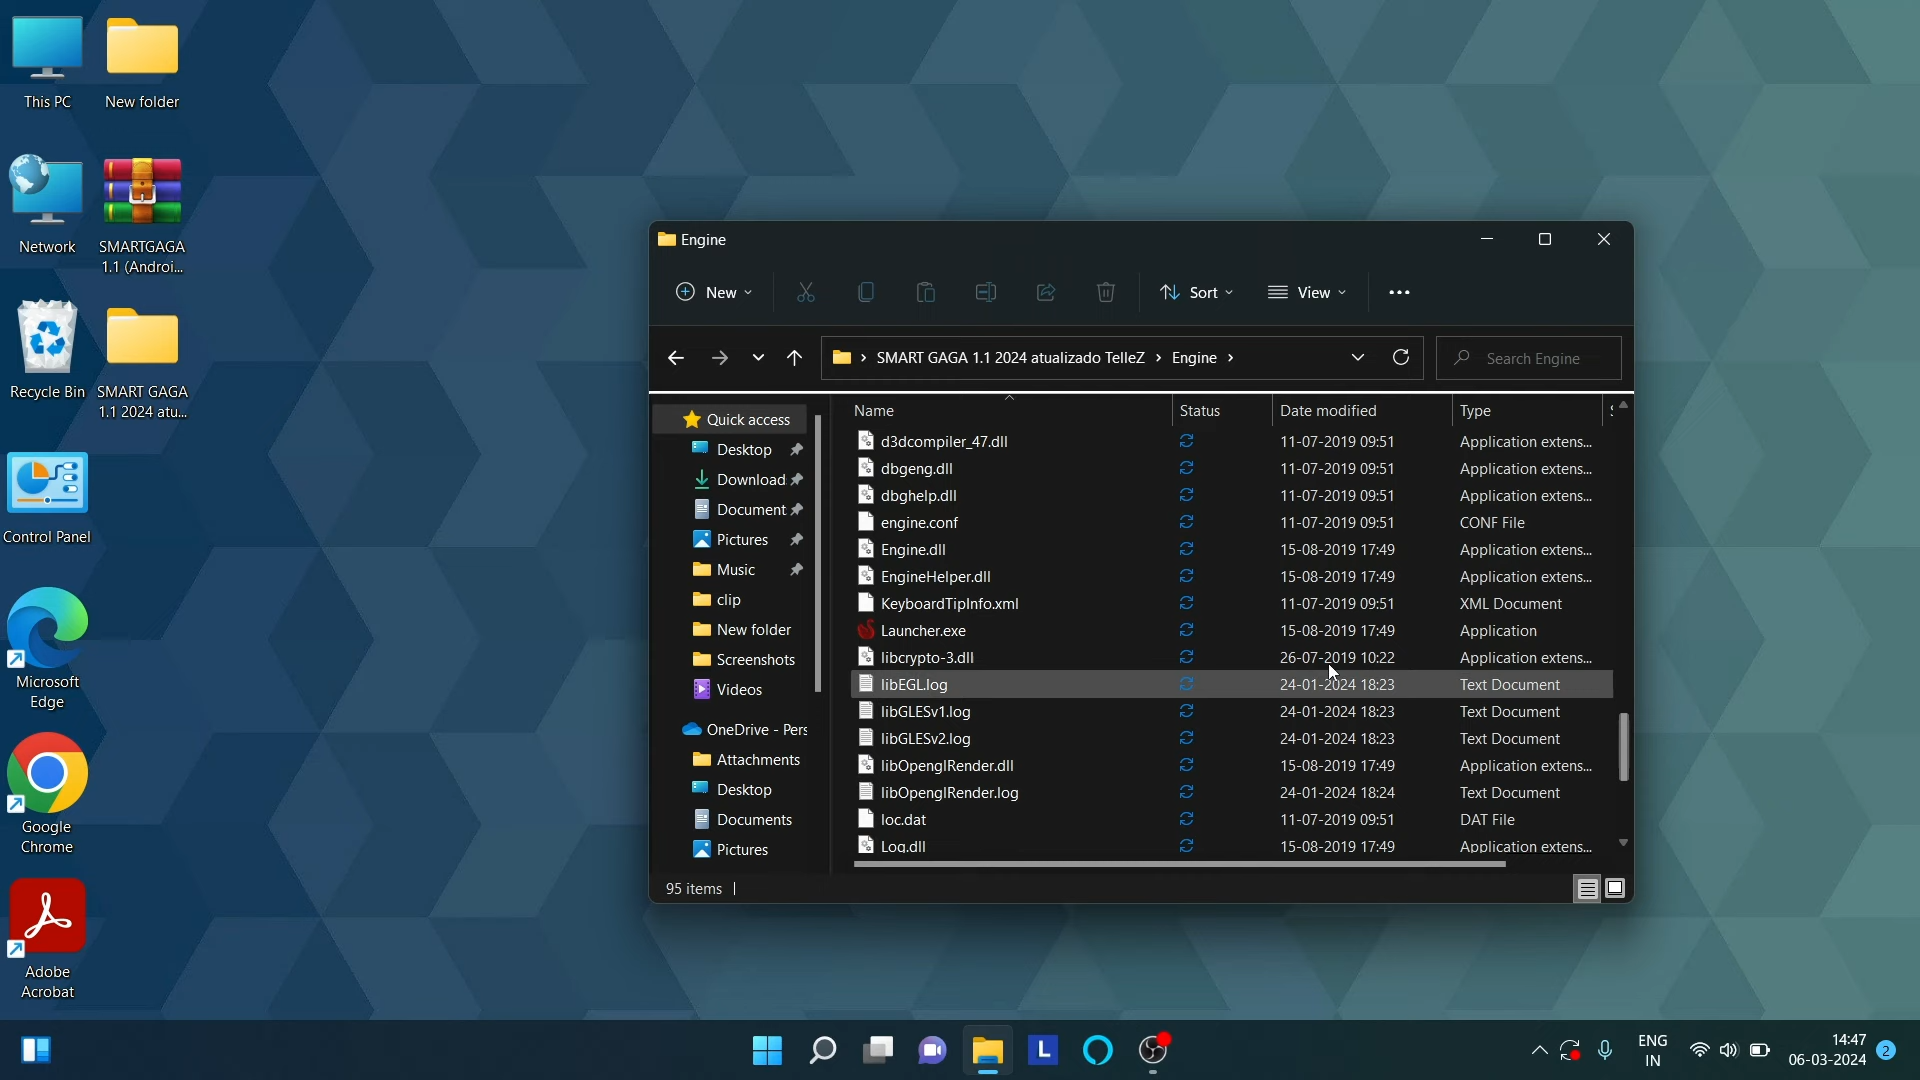 This PC
New folder
Network
SMARTGAGA
1.1 (Androi...
Recycle Bin
SMART GAGA
1.1 2024 atu...
Control Panel
Microsoft
Edge
Google
Chrome
Adobe
Acrobat
Engine
New
Sort
View
SMART GAGA 1.1 2024 atualizado TelleZ > Engine >
Search Engine
Quick access
Desktop
Download
Document
Pictures
Music
clip
New folder
Screenshots
Videos
OneDrive - Pers
Attachments
Desktop
Documents
Pictures
Name Status Date modified Type
d3dcompiler_47.dll 11-07-2019 09:51 Application extens...
dbgeng.dll 11-07-2019 09:51 Application extens...
dbghelp.dll 11-07-2019 09:51 Application extens...
engine.conf 11-07-2019 09:51 CONF File
Engine.dll 15-08-2019 17:49 Application extens...
EngineHelper.dll 15-08-2019 17:49 Application extens...
KeyboardTipInfo.xml 11-07-2019 09:51 XML Document
Launcher.exe 15-08-2019 17:49 Application
libcrypto-3.dll 26-07-2019 10:22 Application extens...
libEGL.log 24-01-2024 18:23 Text Document
libGLESv1.log 24-01-2024 18:23 Text Document
libGLESv2.log 24-01-2024 18:23 Text Document
libOpenglRender.dll 15-08-2019 17:49 Application extens...
libOpenglRender.log 24-01-2024 18:24 Text Document
loc.dat 11-07-2019 09:51 DAT File
Log.dll 15-08-2019 17:49 Application extens...
95 items
L
ENG
IN
14:47
06-03-2024
2